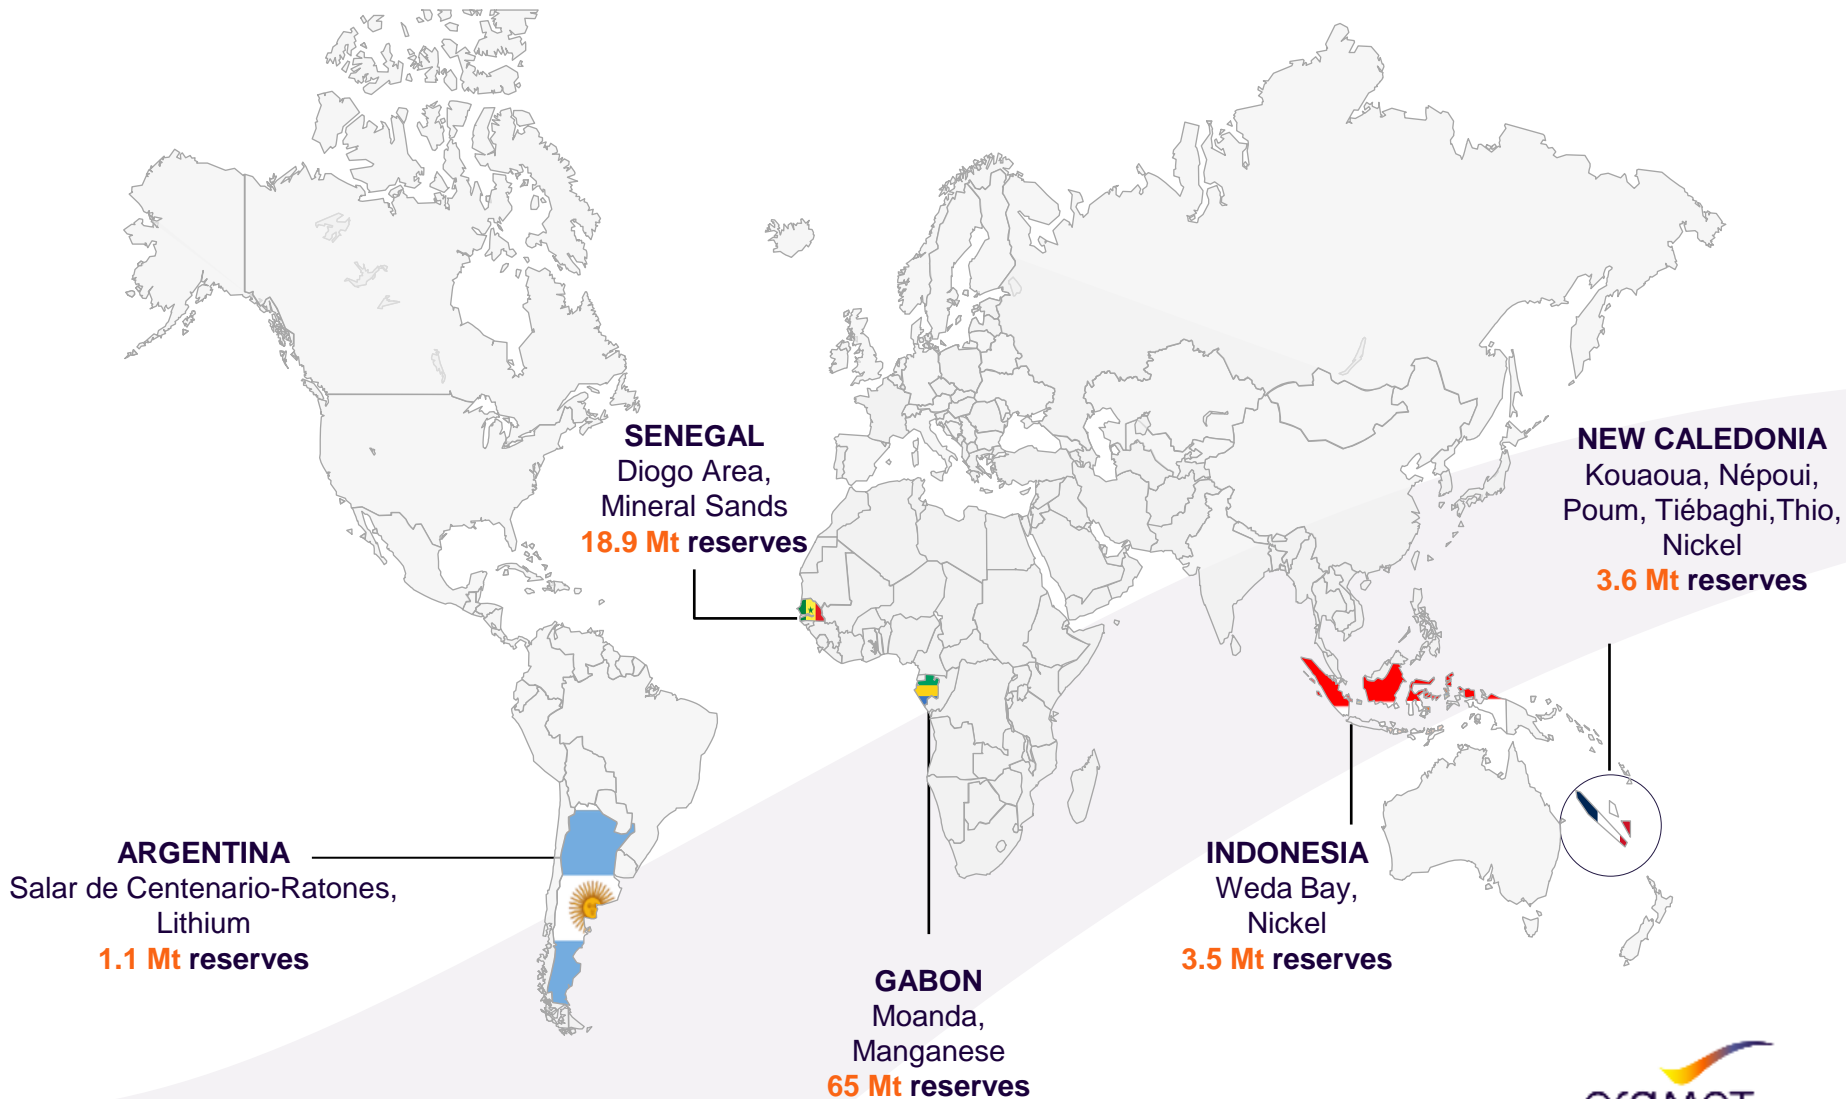 SENEGAL
Diogo Area,
Mineral Sands
18.9 Mt reserves
NEW CALEDONIA
Kouaoua, Népoui,
Poum, Tiébaghi,Thio,
Nickel
3.6 Mt reserves
ARGENTINA
Salar de Centenario-Ratones,
Lithium
1.1 Mt reserves
INDONESIA
Weda Bay,
Nickel
3.5 Mt reserves
GABON
Moanda,
Manganese
65 Mt reserves